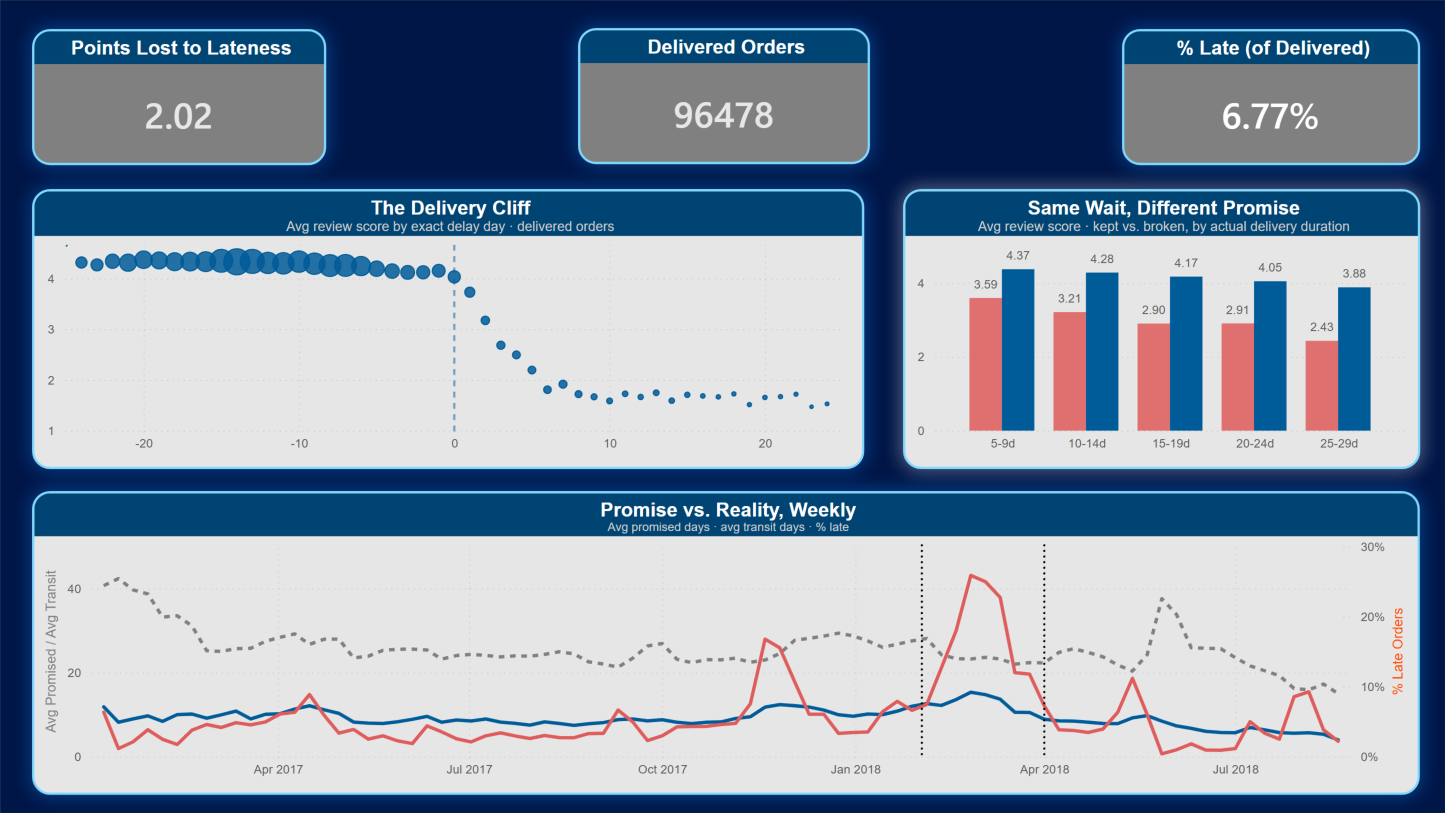 Points Lost to Lateness
2.02
Delivered Orders
96478
% Late (of Delivered)
6.77%
The Delivery Cliff
Avg review score by exact delay day · delivered orders
4
3
2
1
-20
-10
0
10
20
Same Wait, Different Promise
Avg review score · kept vs. broken, by actual delivery duration
4
2
0
3.59
4.37
3.21
4.28
2.90
4.17
2.91
4.05
2.43
3.88
5-9d
10-14d
15-19d
20-24d
25-29d
Promise vs. Reality, Weekly
Avg promised days · avg transit days · % late
Avg Promised / Avg Transit
40
20
0
30%
20%
10%
0%
% Late Orders
Apr 2017
Jul 2017
Oct 2017
Jan 2018
Apr 2018
Jul 2018